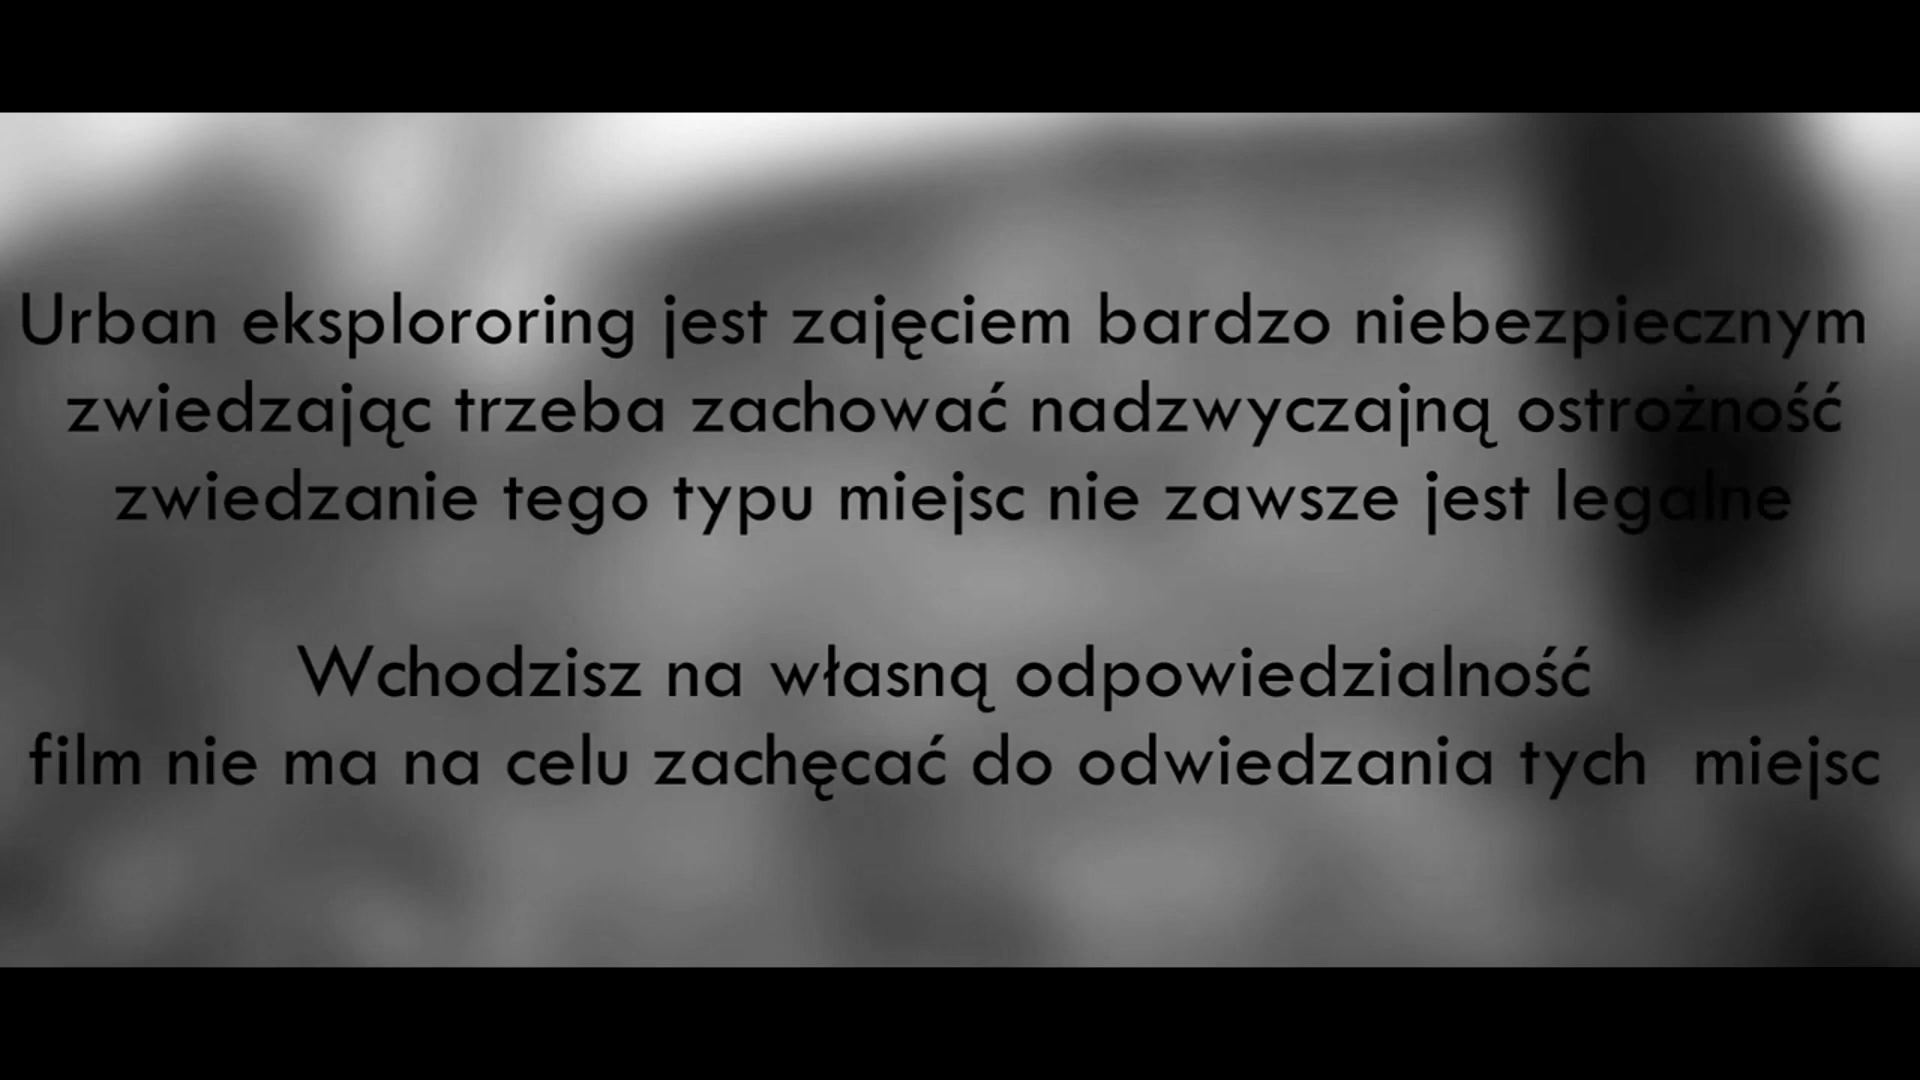 Urban eksplororing jest zajęciem bardzo niebezpiecznym
zwiedzając trzeba zachować nadzwyczajną ostrożność
zwiedzanie tego typu miejsc nie zawsze jest legalne
Wchodzisz na własną odpowiedzialność
film nie ma na celu zachęcać do odwiedzania tych miejsc